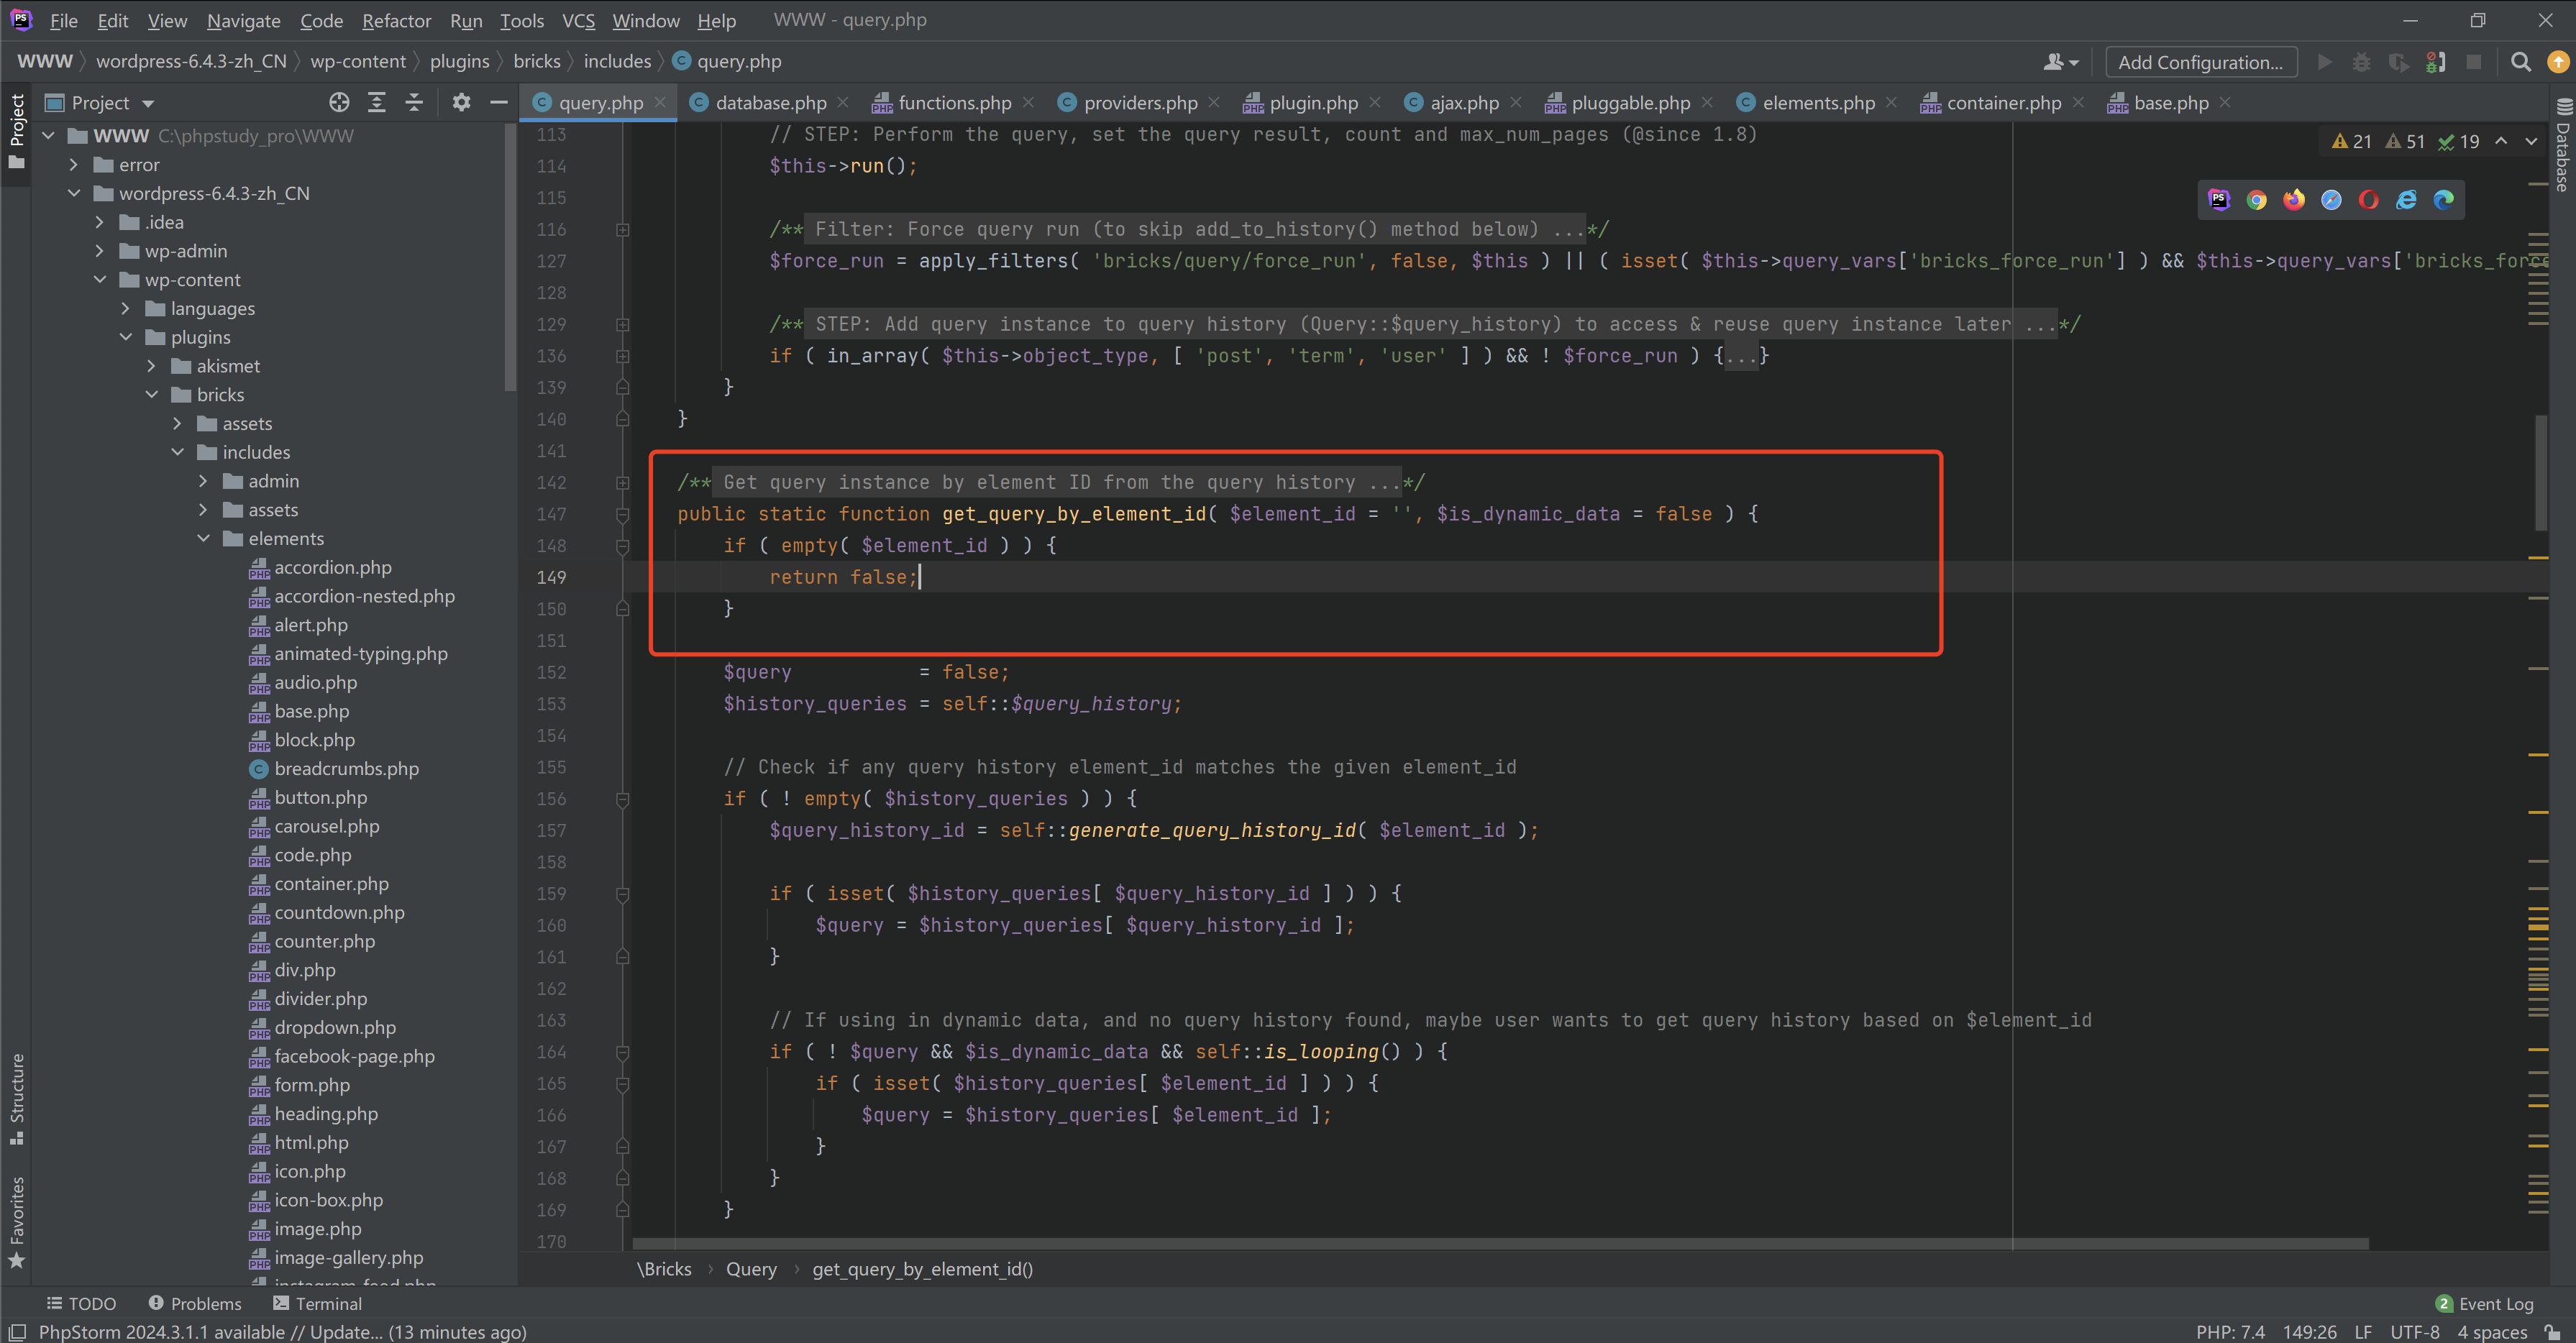 File Edit View Navigate Code Refactor Run Tools VCS Window Help WWW - query.php
WWW wordpress-6.4.3-zh_CN wp-content plugins bricks includes query.php Add Configuration...
Project
query.php database.php functions.php providers.php plugin.php ajax.php pluggable.php elements.php container.php base.php
Project
Structure
Favorites
Database
WWW C:\phpstudy_pro\WWW
error
wordpress-6.4.3-zh_CN
.idea
wp-admin
wp-content
languages
plugins
akismet
bricks
assets
includes
admin
assets
elements
accordion.php
accordion-nested.php
alert.php
animated-typing.php
audio.php
base.php
block.php
breadcrumbs.php
button.php
carousel.php
code.php
container.php
countdown.php
counter.php
div.php
divider.php
dropdown.php
facebook-page.php
form.php
heading.php
html.php
icon.php
icon-box.php
image.php
image-gallery.php
instagram-feed.php
21 51 19
113 // STEP: Perform the query, set the query result, count and max_num_pages (@since 1.8)
114 $this->run();
115
116 /** Filter: Force query run (to skip add_to_history() method below) ...*/
127 $force_run = apply_filters( 'bricks/query/force_run', false, $this ) || ( isset( $this->query_vars['bricks_force_run'] ) && $this->query_vars['bricks_force
128
129 /** STEP: Add query instance to query history (Query::$query_history) to access & reuse query instance later ...*/
136 if ( in_array( $this->object_type, [ 'post', 'term', 'user' ] ) && ! $force_run ) {...}
139 }
140 }
141
142 /** Get query instance by element ID from the query history ...*/
147 public static function get_query_by_element_id( $element_id = '', $is_dynamic_data = false ) {
148 if ( empty( $element_id ) ) {
149 return false;
150 }
151
152 $query = false;
153 $history_queries = self::$query_history;
154
155 // Check if any query history element_id matches the given element_id
156 if ( ! empty( $history_queries ) ) {
157 $query_history_id = self::generate_query_history_id( $element_id );
158
159 if ( isset( $history_queries[ $query_history_id ] ) ) {
160 $query = $history_queries[ $query_history_id ];
161 }
162
163 // If using in dynamic data, and no query history found, maybe user wants to get query history based on $element_id
164 if ( ! $query && $is_dynamic_data && self::is_looping() ) {
165 if ( isset( $history_queries[ $element_id ] ) ) {
166 $query = $history_queries[ $element_id ];
167 }
168 }
169 }
170
\Bricks Query get_query_by_element_id()
TODO Problems Terminal 2 Event Log
PhpStorm 2024.3.1.1 available // Update... (13 minutes ago) PHP: 7.4 149:26 LF UTF-8 4 spaces